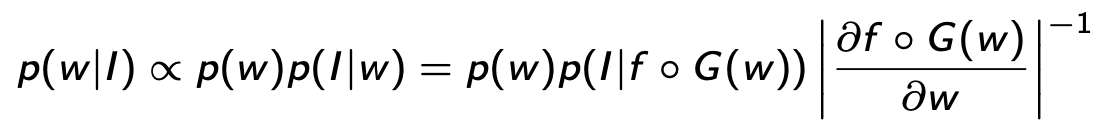 p(w|I) ∝ p(w)p(I|w) = p(w)p(I|f ∘ G(w)) |∂f ∘ G(w) / ∂w|⁻¹